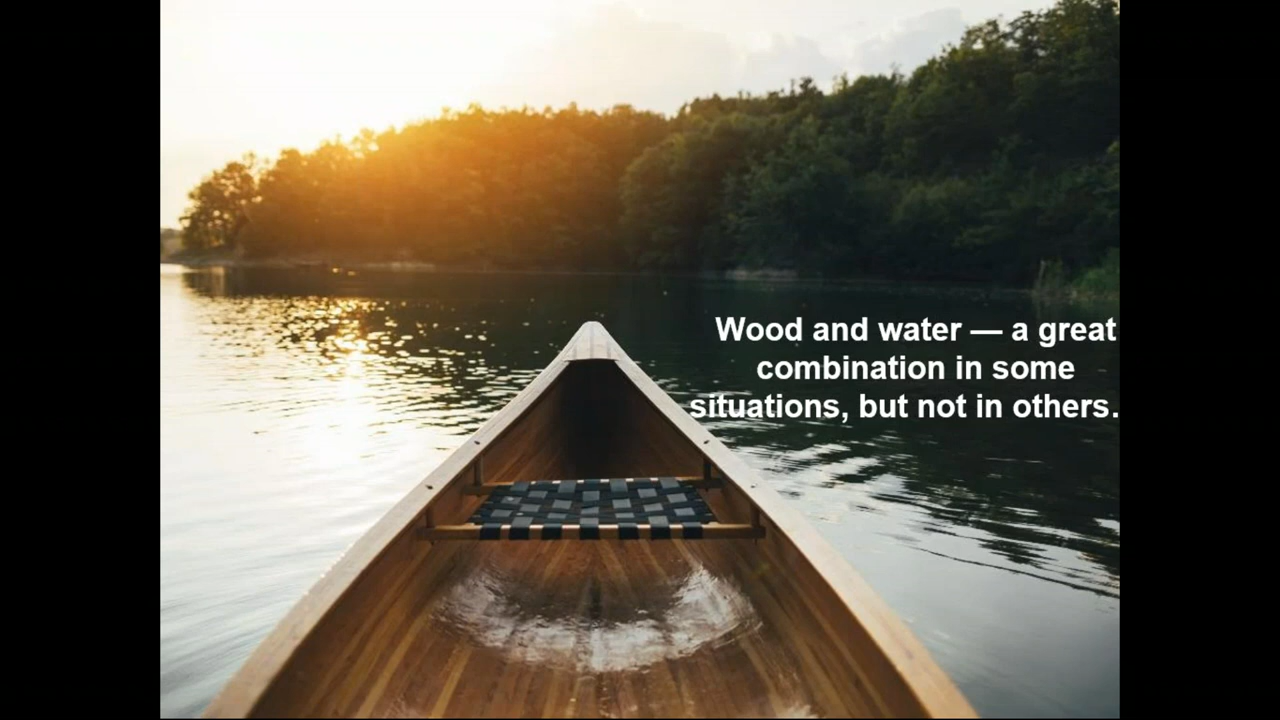 Wood and water — a great
combination in some
situations, but not in others.